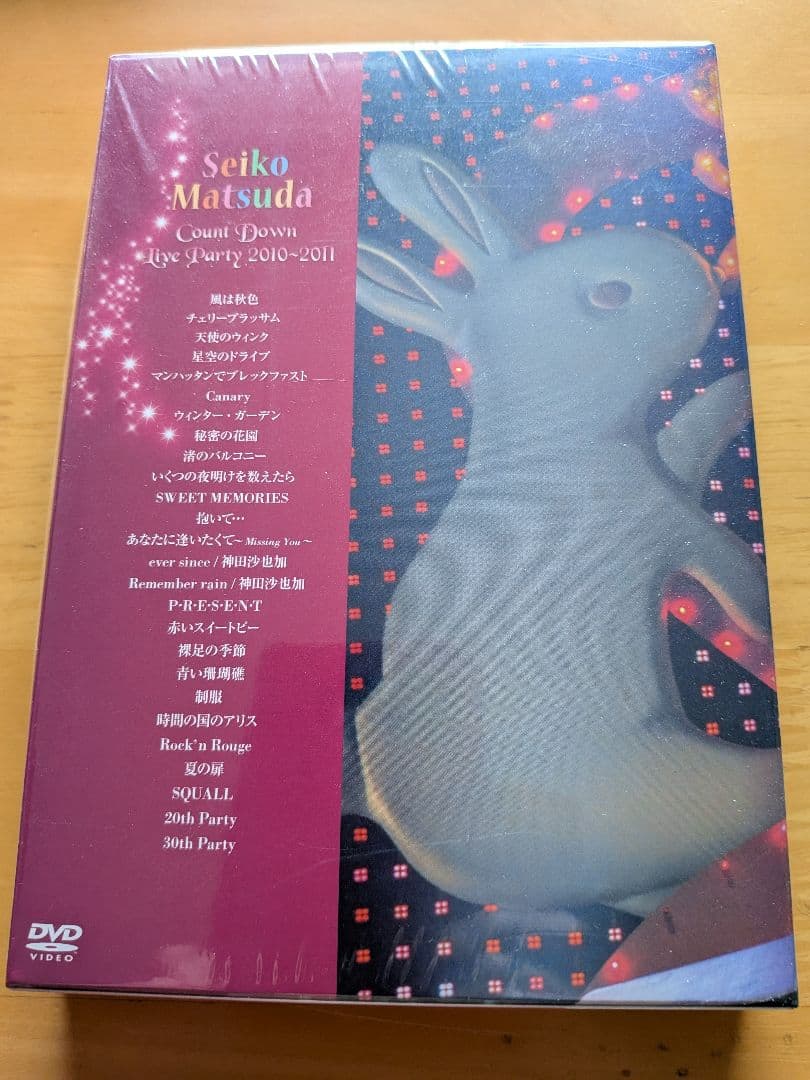 Seiko
Matsuda
Count Down
Live Party 2010~2011
風は秋色
チェリーブラッサム
天使のウィンク
星空のドライブ
マンハッタンでブレックファスト
Canary
ウィンター・ガーデン
秘密の花園
渚のバルコニー
いくつの夜明けを数えたら
SWEET MEMORIES
抱いて…
あなたに逢いたくて~Missing You~
ever since / 神田沙也加
Remember rain / 神田沙也加
P・R・E・S・E・N・T
赤いスイートピー
裸足の季節
青い珊瑚礁
制服
時間の国のアリス
Rock'n Rouge
夏の扉
SQUALL
20th Party
30th Party
DVD
VIDEO